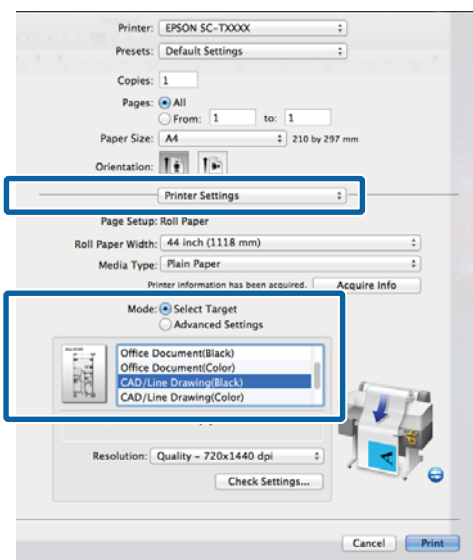 Printer: EPSON SC-TXXXX
Presets: Default Settings
Copies: 1
Pages: All
From: 1 to: 1
Paper Size: A4 210 by 297 mm
Orientation:
Printer Settings
Page Setup: Roll Paper
Roll Paper Width: 44 inch (1118 mm)
Media Type: Plain Paper
Printer information has been acquired. Acquire Info
Mode: Select Target
Advanced Settings
Office Document(Black)
Office Document(Color)
CAD/Line Drawing(Black)
CAD/Line Drawing(Color)
Resolution: Quality - 720x1440 dpi
Check Settings...
Cancel Print